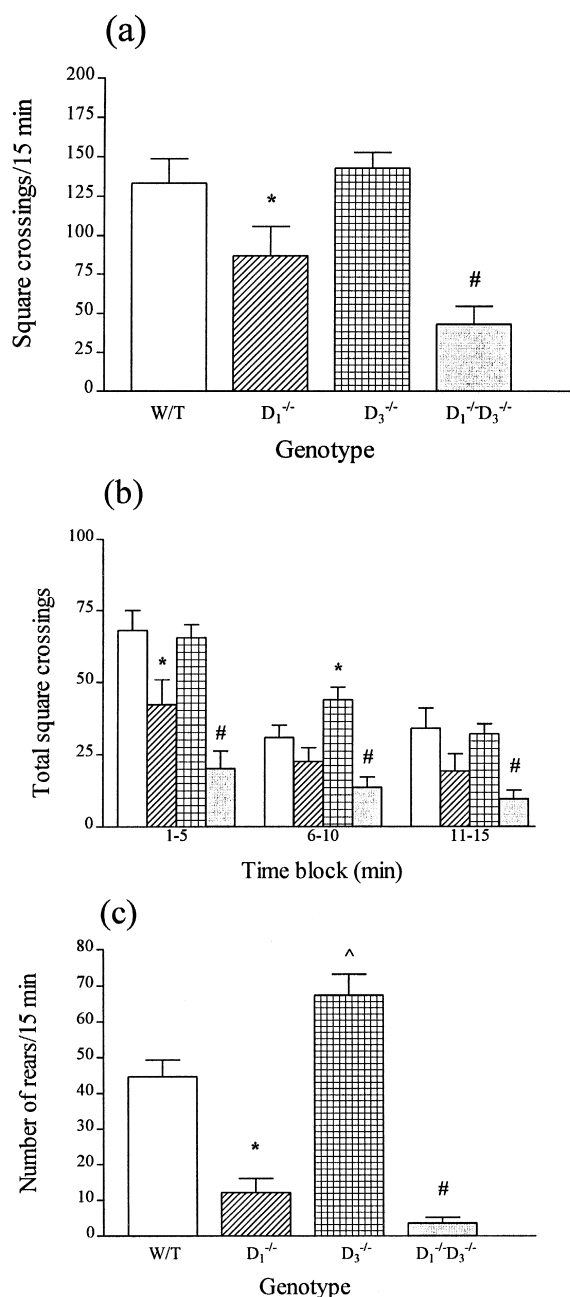 (a)
Square crossings/15 min
200
175
150
125
100
75
50
25
0
*
#
W/T D₁⁻/⁻ D₃⁻/⁻ D₁⁻/⁻D₃⁻/⁻
Genotype
(b)
Total square crossings
100
75
50
25
0
*
#
*
#
#
1-5 6-10 11-15
Time block (min)
(c)
Number of rears/15 min
80
70
60
50
40
30
20
10
0
*
^
#
W/T D₁⁻/⁻ D₃⁻/⁻ D₁⁻/⁻D₃⁻/⁻
Genotype